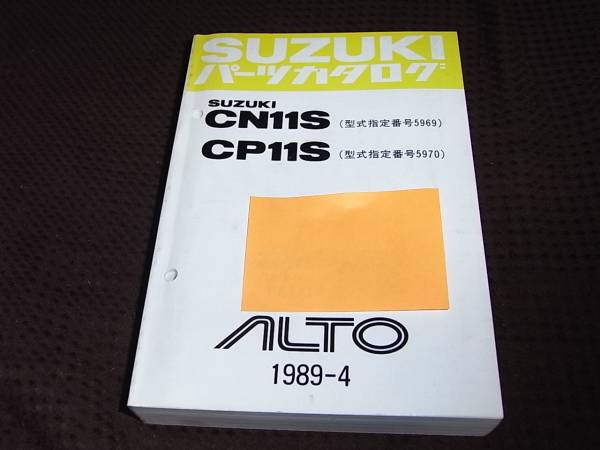 SUZUKI
パーツカタログ
SUZUKI
CN11S (型式指定番号5969)
CP11S (型式指定番号5970)
ALTO
1989-4